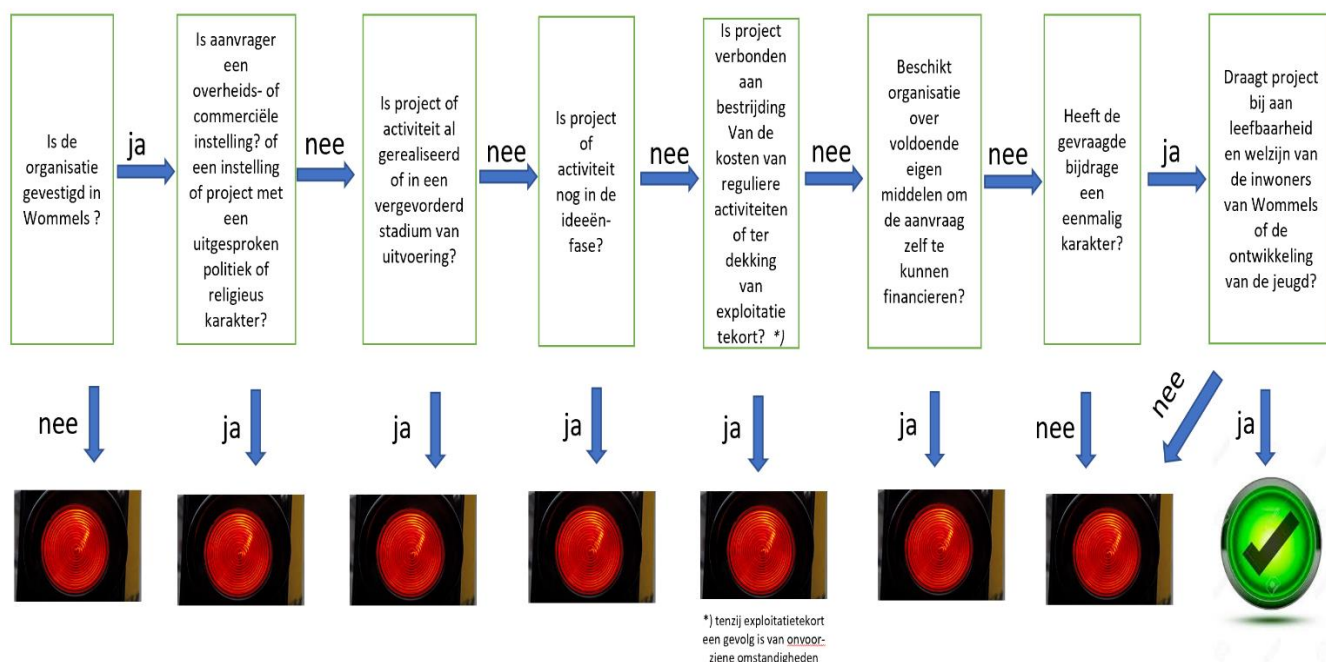 Is de
organisatie
gevestigd in
Wommels ?
ja
Is aanvrager
een
overheids- of
commerciële
instelling? of
een instelling
of project met
een
uitgesproken
politiek of
religieus
karakter?
nee
Is project of
activiteit al
gerealiseerd
of in een
vergevorderd
stadium van
uitvoering?
nee
Is project
of
activiteit
nog in de
ideeën-
fase?
nee
Is project
verbonden
aan
bestrijding
Van de
kosten van
reguliere
activiteiten
of ter
dekking
van
exploitatie
tekort? *)
nee
Beschikt
organisatie
over
voldoende
eigen
middelen om
de aanvraag
zelf te
kunnen
financieren?
nee
Heeft de
gevraagde
bijdrage
een
eenmalig
karakter?
ja
Draagt project
bij aan
leefbaarheid
en welzijn van
de inwoners
van Wommels
of de
ontwikkeling
van de jeugd?
nee
ja
ja
ja
ja
ja
nee
nee
ja
*) tenzij exploitatietekort
een gevolg is van onvoor-
ziene omstandigheden